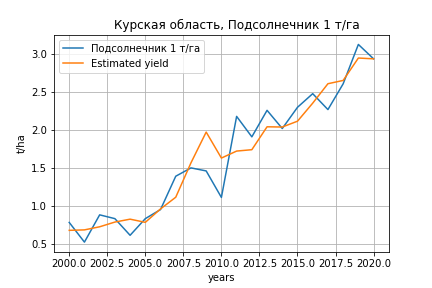 Курская область, Подсолнечник 1 т/га
Подсолнечник 1 т/га
Estimated yield
t/ha
3.0
2.5
2.0
1.5
1.0
0.5
2000.0 2002.5 2005.0 2007.5 2010.0 2012.5 2015.0 2017.5 2020.0
years